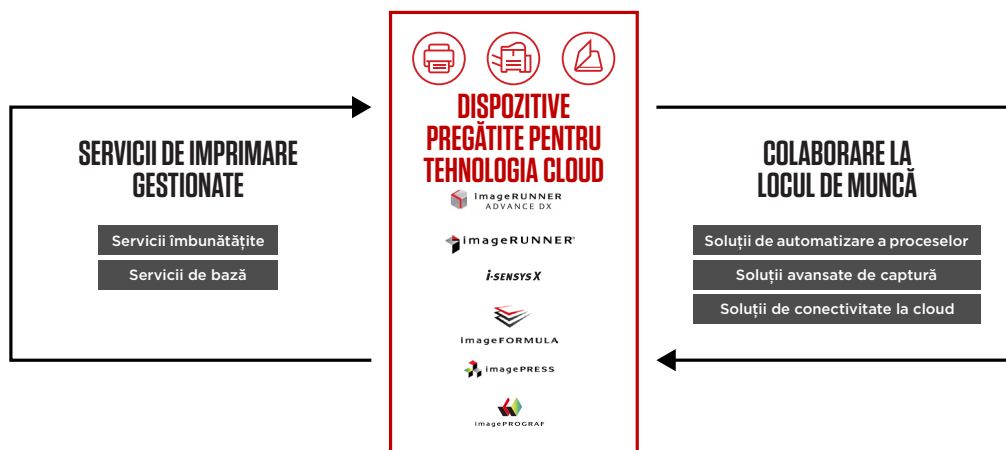 SERVICII DE IMPRIMARE
GESTIONATE
Servicii îmbunătățite
Servicii de bază
DISPOZITIVE
PREGĂTITE PENTRU
TEHNOLOGIA CLOUD
imageRUNNER
ADVANCE DX
imageRUNNER®
i-SENSYS X
imageFORMULA
imagePRESS
imagePROGRAF
COLABORARE LA
LOCUL DE MUNCĂ
Soluții de automatizare a proceselor
Soluții avansate de captură
Soluții de conectivitate la cloud